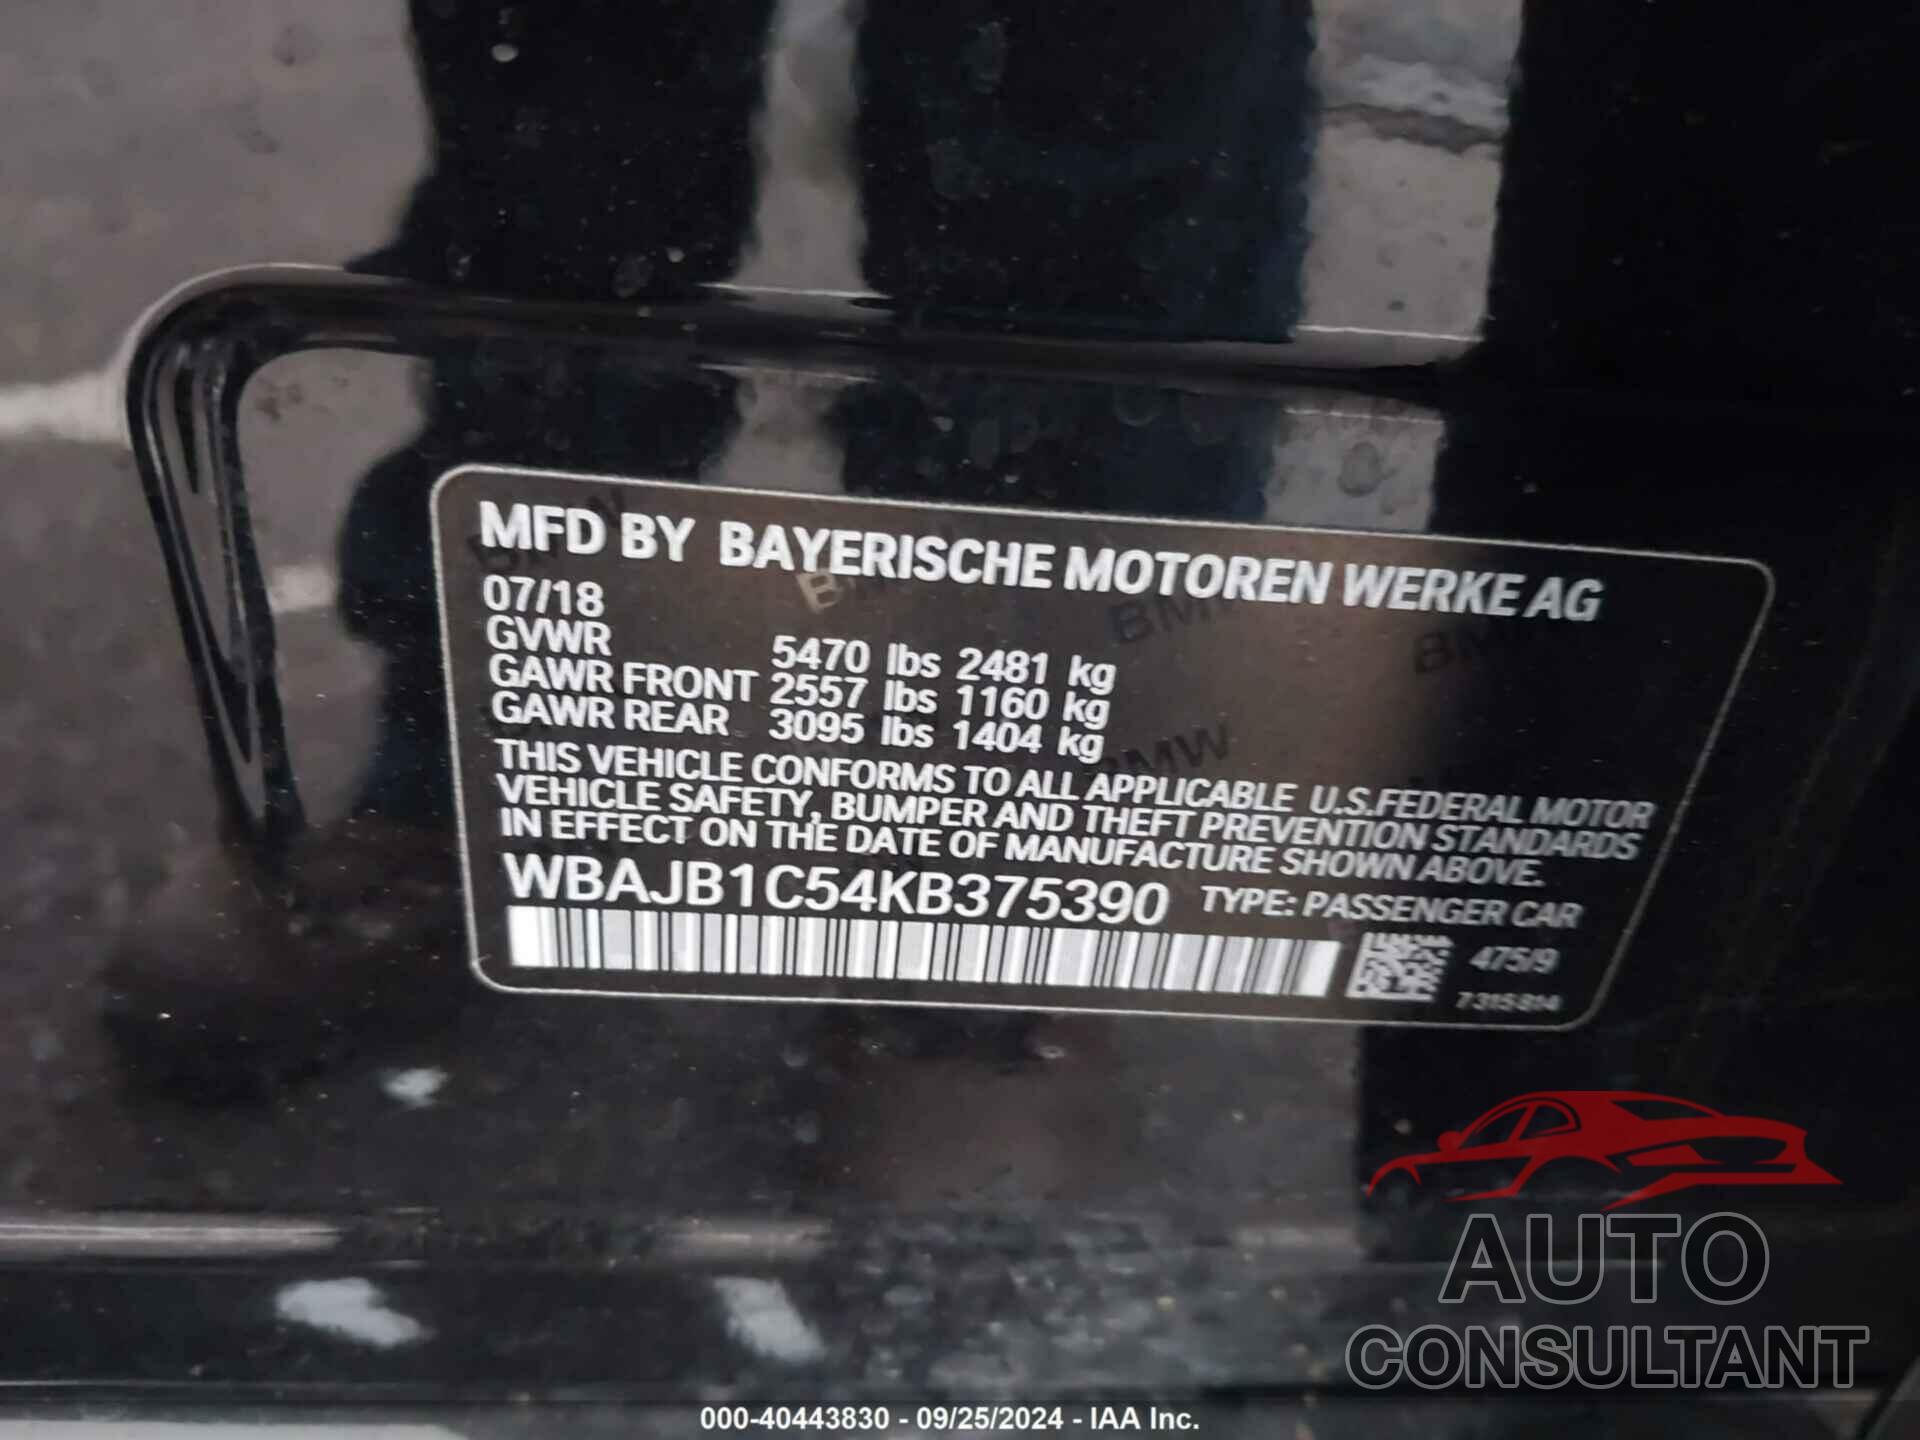 MFD BY BAYERISCHE MOTOREN WERKE AG
07/18
GVWR 5470 lbs 2481 kg
GAWR FRONT 2557 lbs 1160 kg
GAWR REAR 3095 lbs 1404 kg
THIS VEHICLE CONFORMS TO ALL APPLICABLE U.S.FEDERAL MOTOR
VEHICLE SAFETY, BUMPER AND THEFT PREVENTION STANDARDS
IN EFFECT ON THE DATE OF MANUFACTURE SHOWN ABOVE.
WBAJB1C54KB375390 TYPE: PASSENGER CAR
475/9
7315814
AUTO
CONSULTANT
000-40443830 - 09/25/2024 - IAA Inc.